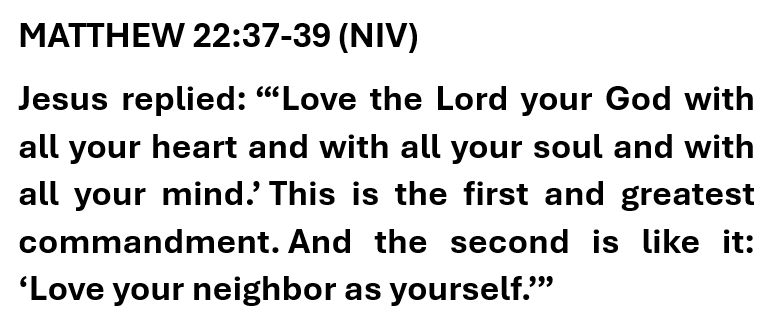 MATTHEW 22:37-39 (NIV)
Jesus replied: “‘Love the Lord your God with
all your heart and with all your soul and with
all your mind.’ This is the first and greatest
commandment. And the second is like it:
‘Love your neighbor as yourself.’”